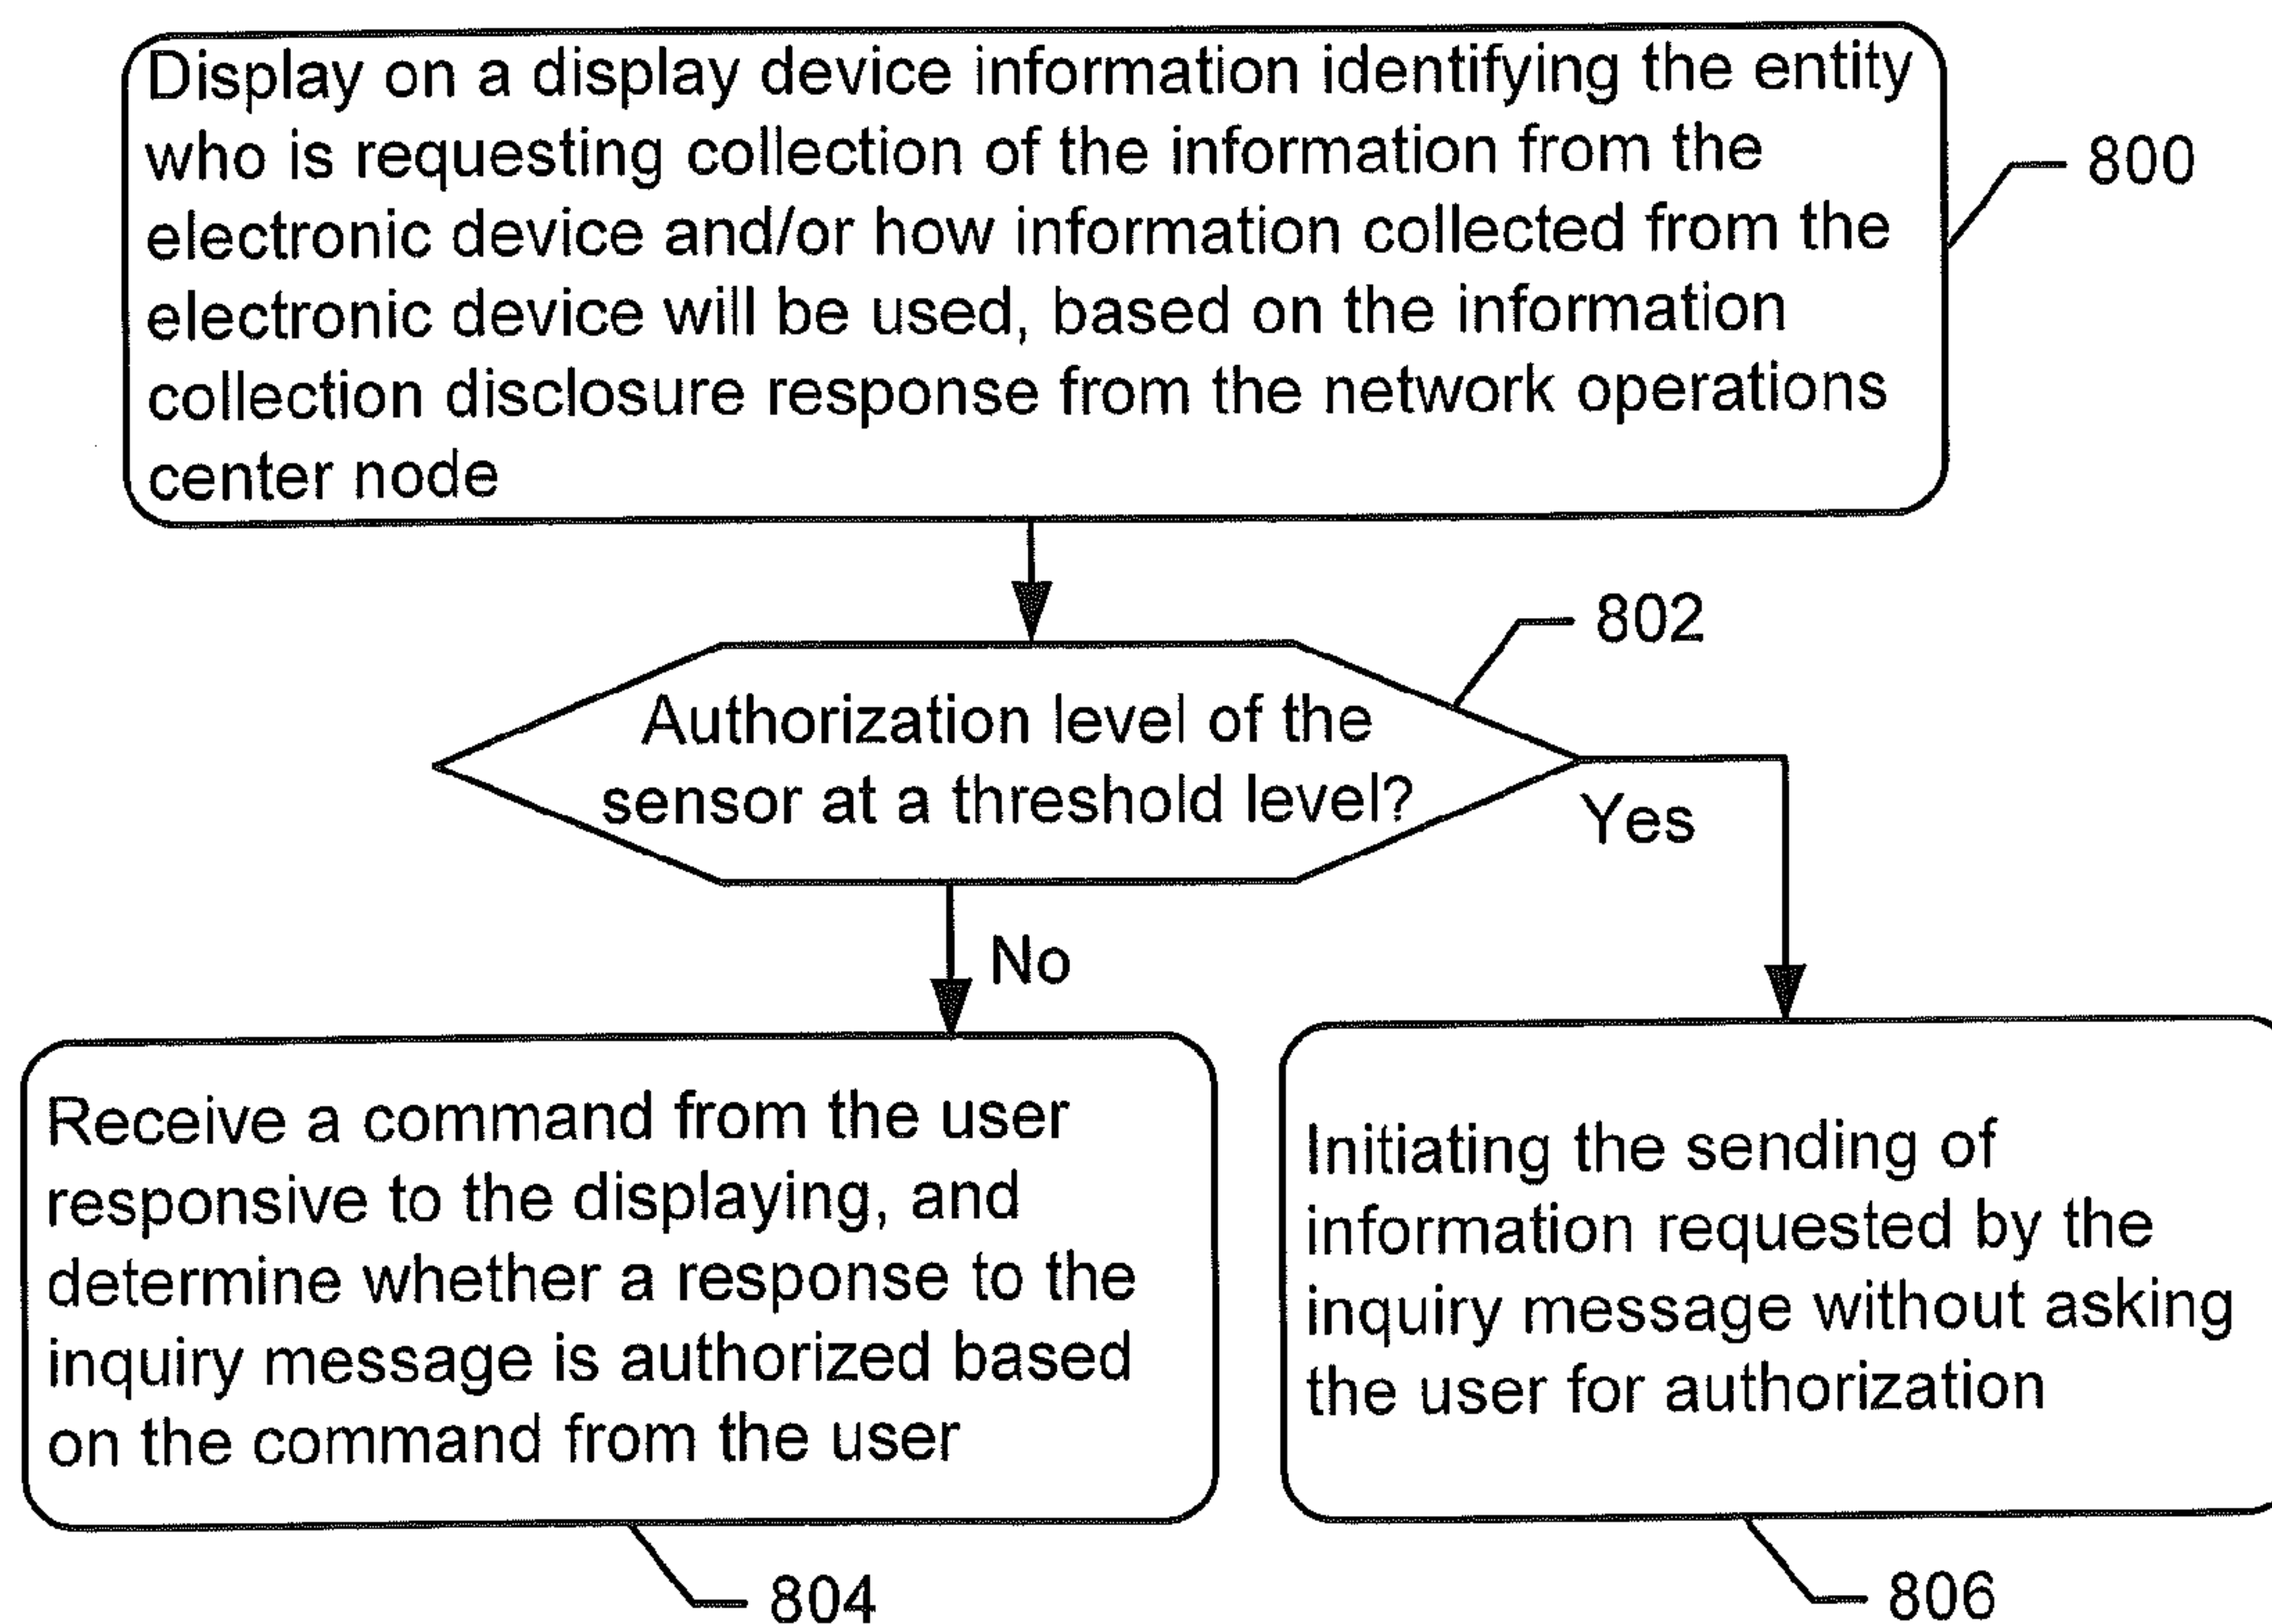 Display on a display device information identifying the entity
who is requesting collection of the information from the
electronic device and/or how information collected from the
electronic device will be used, based on the information
collection disclosure response from the network operations
center node
800
802
Authorization level of the
sensor at a threshold level?
Yes
No
Receive a command from the user
responsive to the displaying, and
determine whether a response to the
inquiry message is authorized based
on the command from the user
Initiating the sending of
information requested by the
inquiry message without asking
the user for authorization
804
806